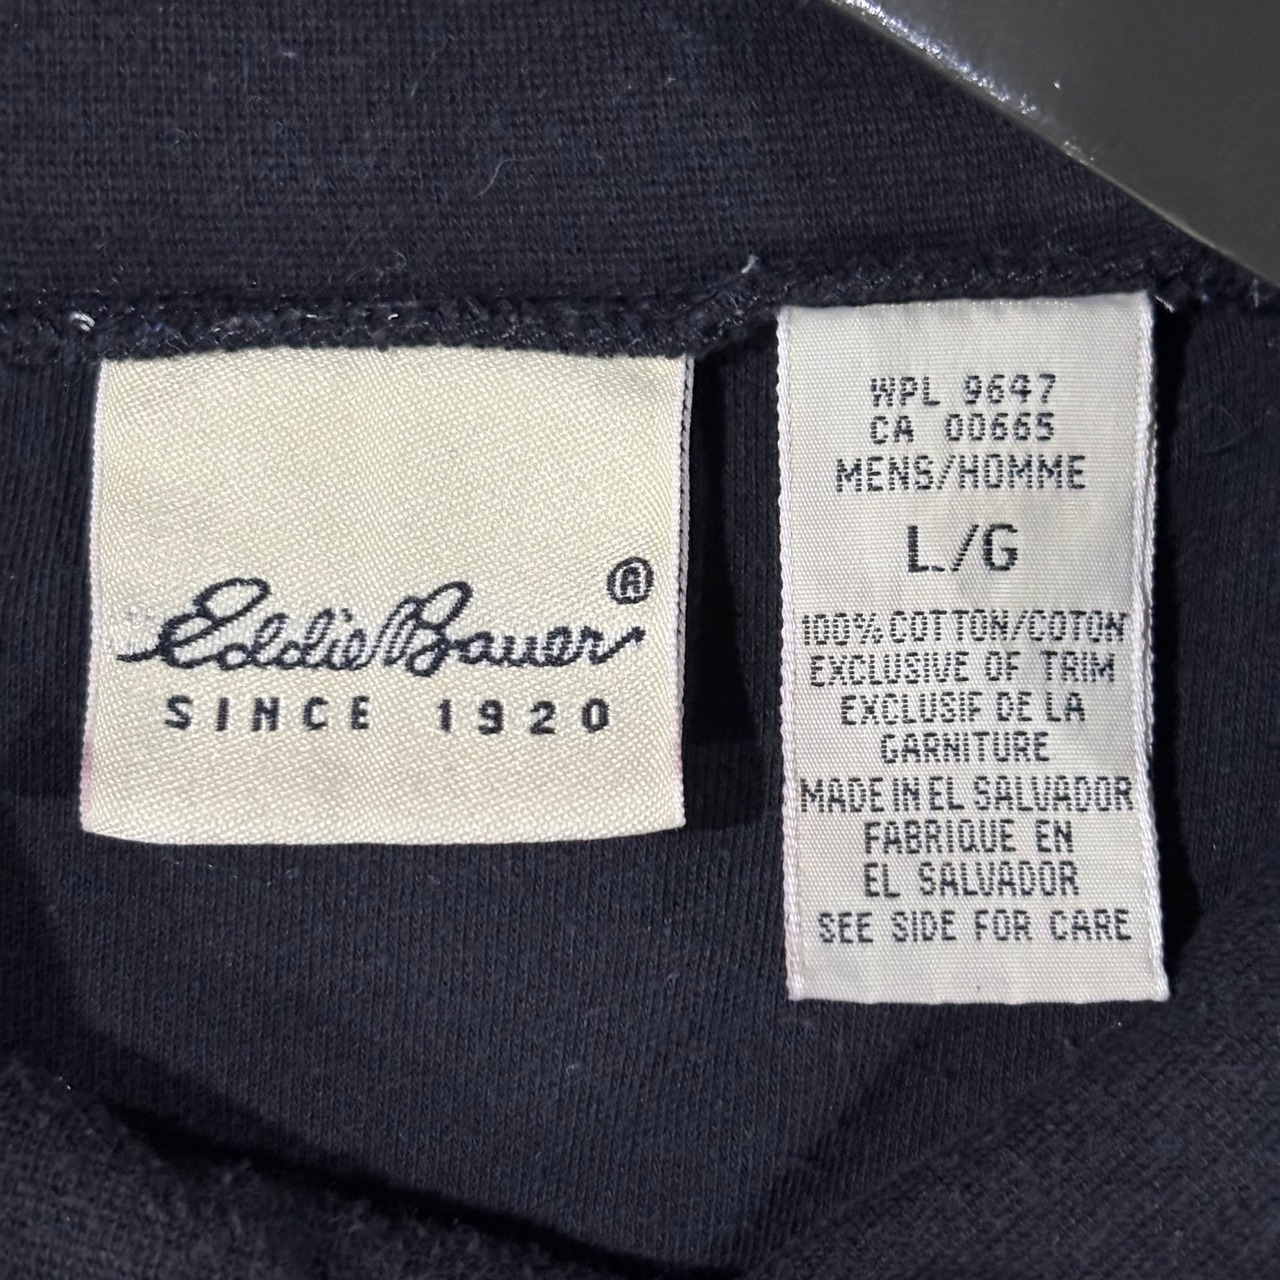 Eddie Bauer®
SINCE 1920
WPL 9647
CA 00665
MENS/HOMME
L/G
100% COTTON/COTON
EXCLUSIVE OF TRIM
EXCLUSIF DE LA
GARNITURE
MADE IN EL SALVADOR
FABRIQUE EN
EL SALVADOR
SEE SIDE FOR CARE